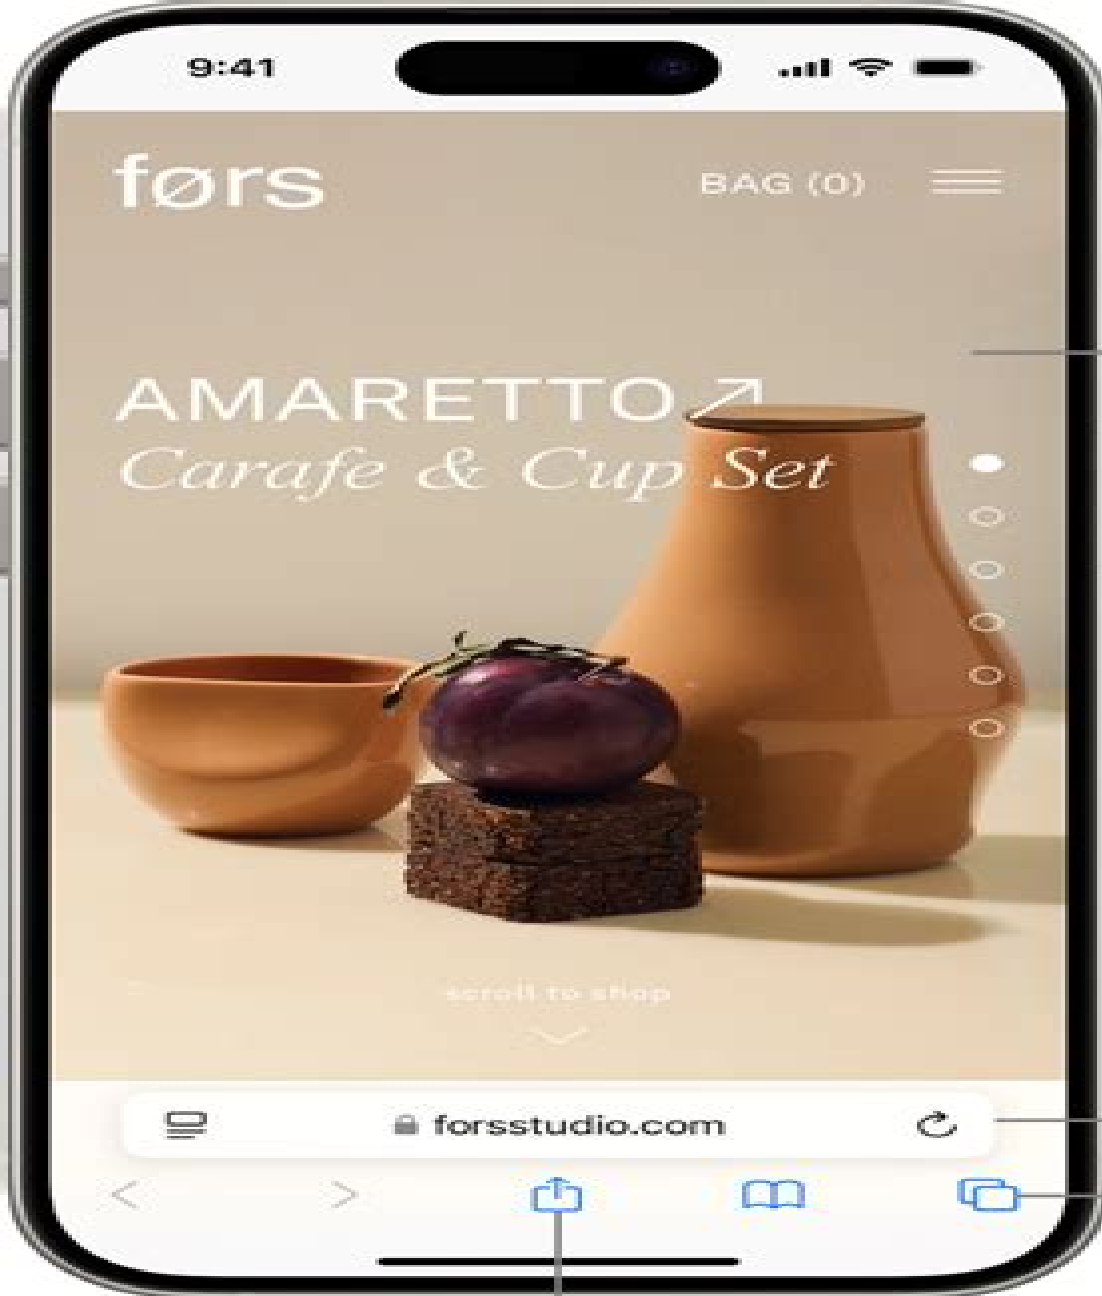 9:41
førs
BAG (0)
AMARETTO↗
Carafe & Cup Set
scroll to shop
forsstudio.com